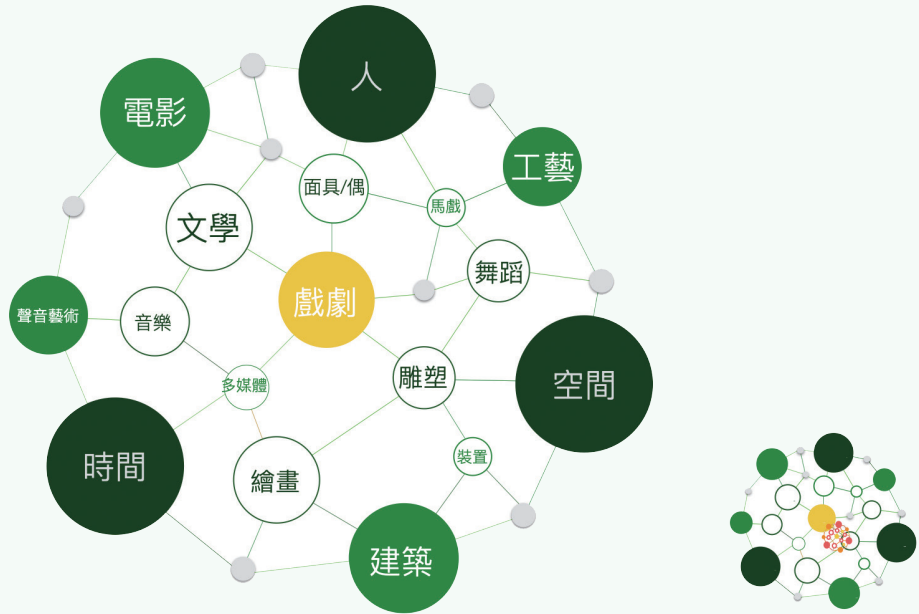 人
電影
工藝
面具/偶
馬戲
文學
舞蹈
戲劇
聲音藝術
音樂
雕塑
空間
多媒體
時間
裝置
繪畫
建築